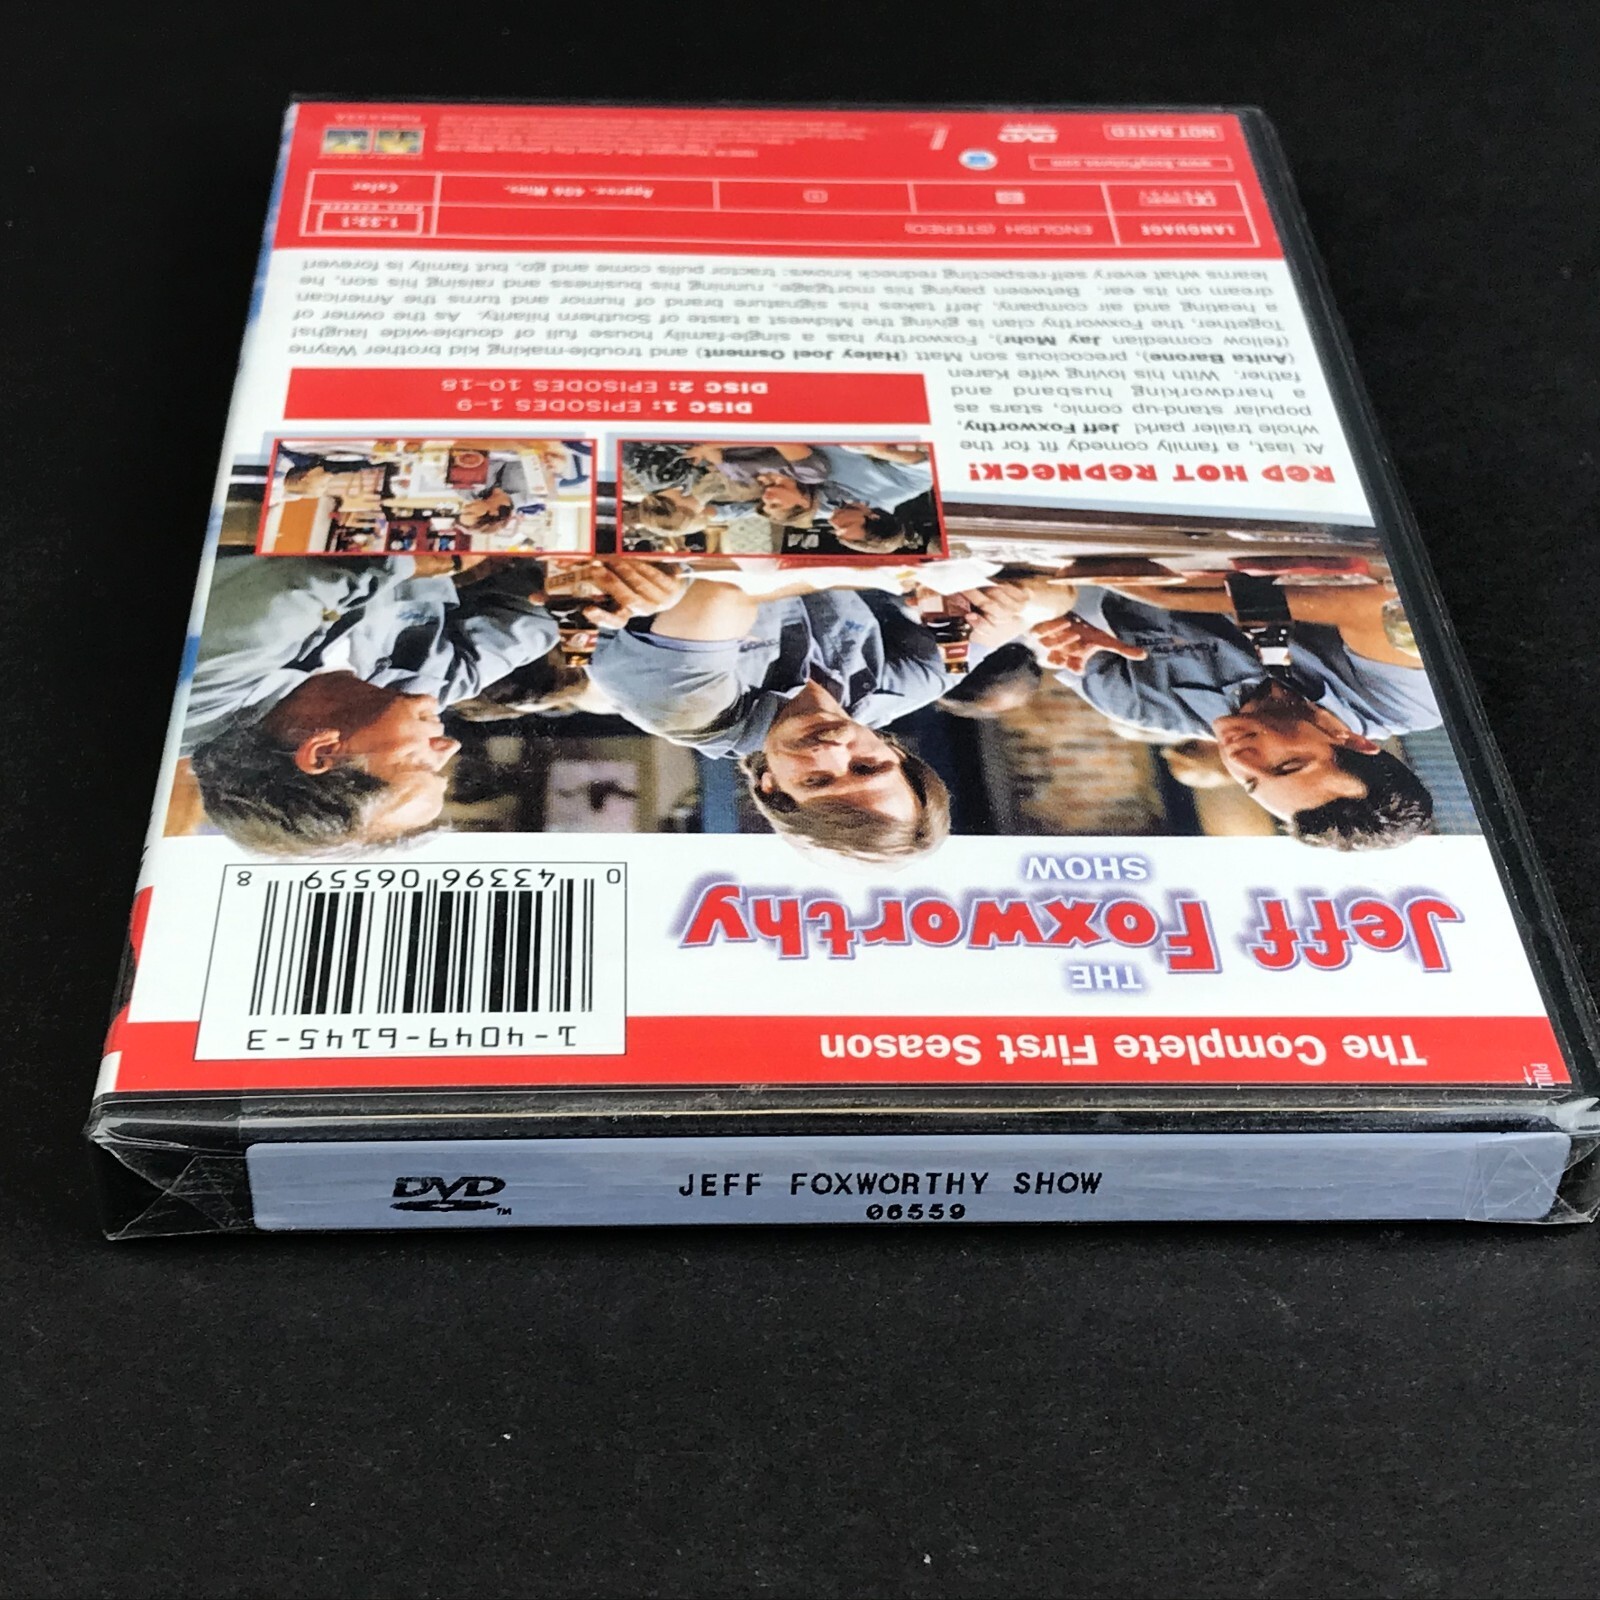 The Complete First Season
THE
Jeff Foxworthy
SHOW
1-4049-6145-3
0 43396 06559 8
RED HOT REDNECK!
At last, a family comedy fit for the
whole trailer park! Jeff Foxworthy,
popular stand-up comic, stars as
a hardworking husband and
father. With his loving wife Karen
(Anita Barone), precocious son Matt (Haley Joel Osment) and trouble-making kid brother Wayne
(fellow comedian Jay Mohr), Foxworthy has a single-family house full of double-wide laughs!
Together, the Foxworthy clan is giving the Midwest a taste of Southern hilarity. As the owner of
a heating and air company, Jeff takes his signature brand of humor and turns the American
dream on its ear. Between paying his mortgage, running his business and raising his son, he
learns what every self-respecting redneck knows: tractor pulls come and go, but family is forever!
DISC 1: EPISODES 1-9
DISC 2: EPISODES 10-18
LANGUAGE
ENGLISH (STEREO)
1.33:1
FULL SCREEN
Approx. 406 Mins.
Color
www.SonyPictures.com
NOT RATED
DVD
VIDEO
PULL
DVD™
JEFF FOXWORTHY SHOW
06559